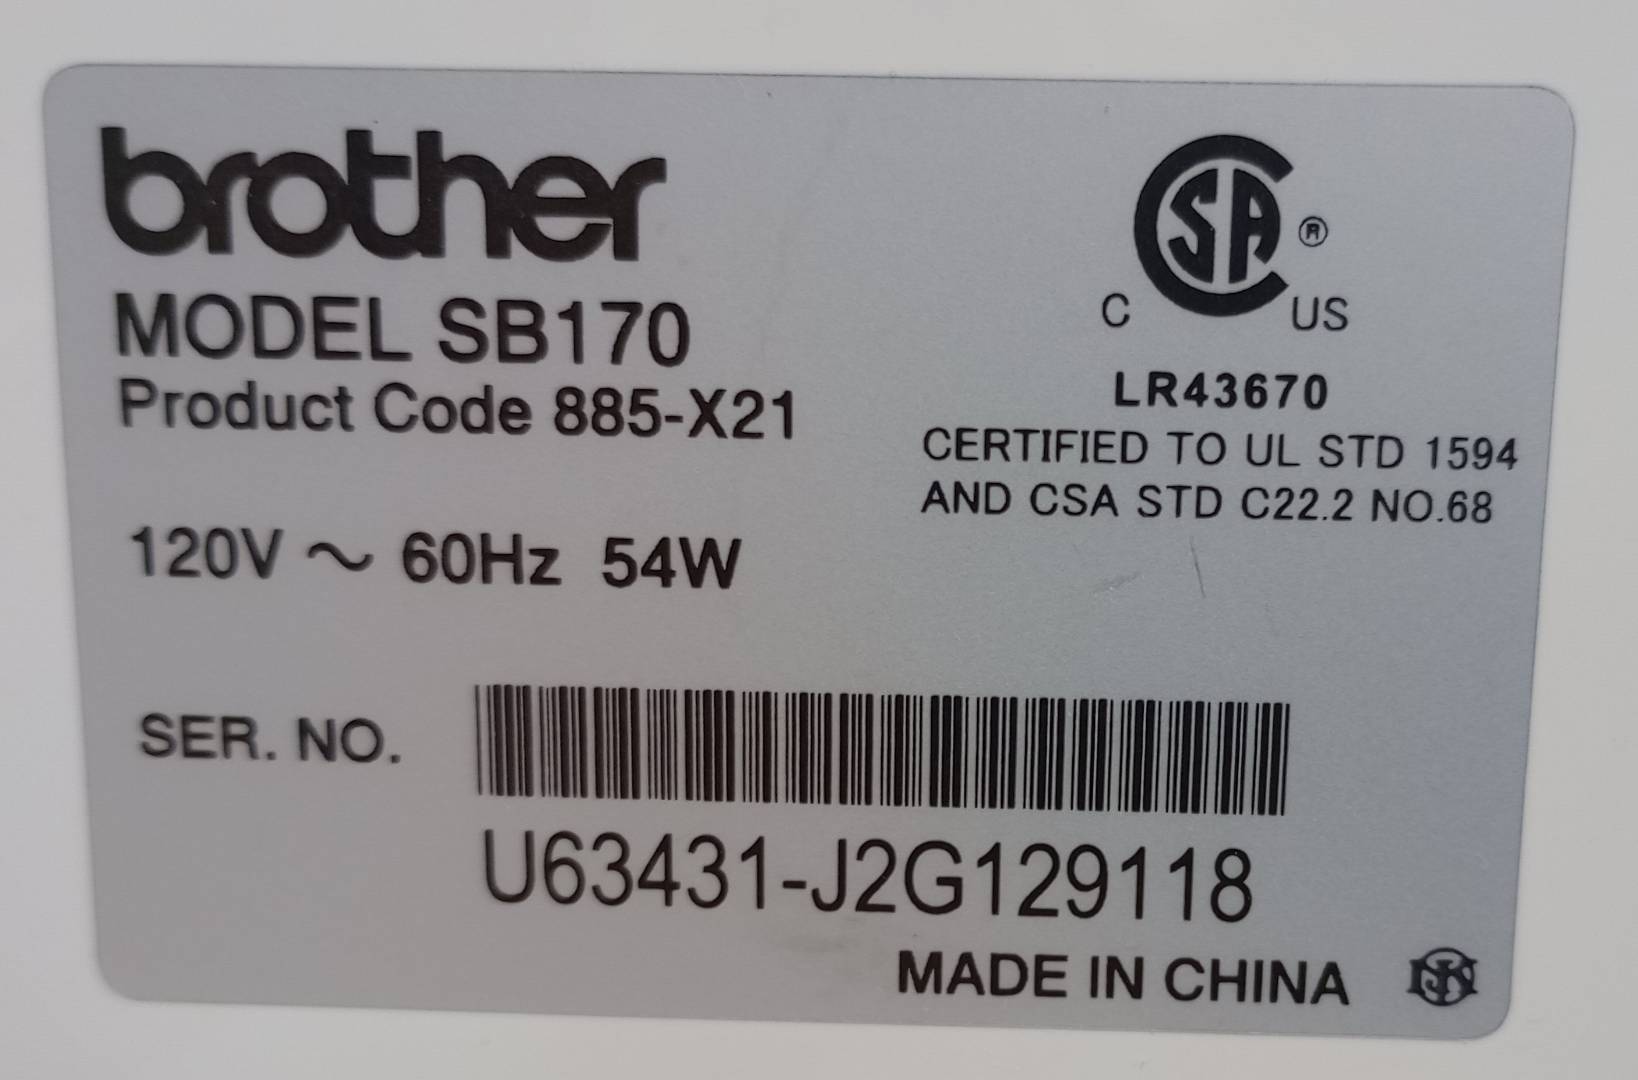 brother
MODEL SB170
Product Code 885-X21
120V ~ 60Hz 54W
CSA ®
C US
LR43670
CERTIFIED TO UL STD 1594
AND CSA STD C22.2 NO.68
SER. NO.
U63431-J2G129118
MADE IN CHINA